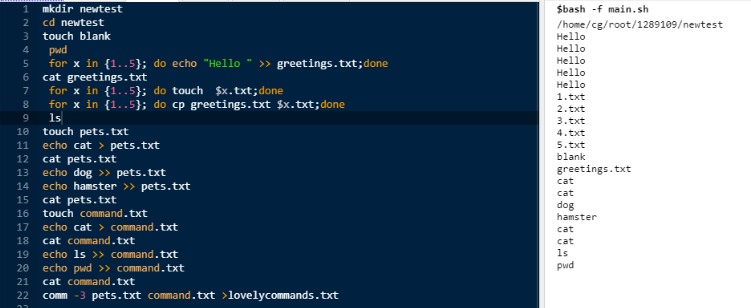 1 mkdir newtest
2 cd newtest
3 touch blank
4 pwd
5 for x in {1..5}; do echo "Hello " >> greetings.txt;done
6 cat greetings.txt
7 for x in {1..5}; do touch  $x.txt;done
8 for x in {1..5}; do cp greetings.txt $x.txt;done
9 ls
10 touch pets.txt
11 echo cat > pets.txt
12 cat pets.txt
13 echo dog >> pets.txt
14 echo hamster >> pets.txt
15 cat pets.txt
16 touch command.txt
17 echo cat > command.txt
18 cat command.txt
19 echo ls >> command.txt
20 echo pwd >> command.txt
21 cat command.txt
22 comm -3 pets.txt command.txt >lovelycommands.txt
23
$bash -f main.sh
/home/cg/root/1289109/newtest
Hello
Hello
Hello
Hello
Hello
1.txt
2.txt
3.txt
4.txt
5.txt
blank
greetings.txt
cat
cat
dog
hamster
cat
cat
ls
pwd